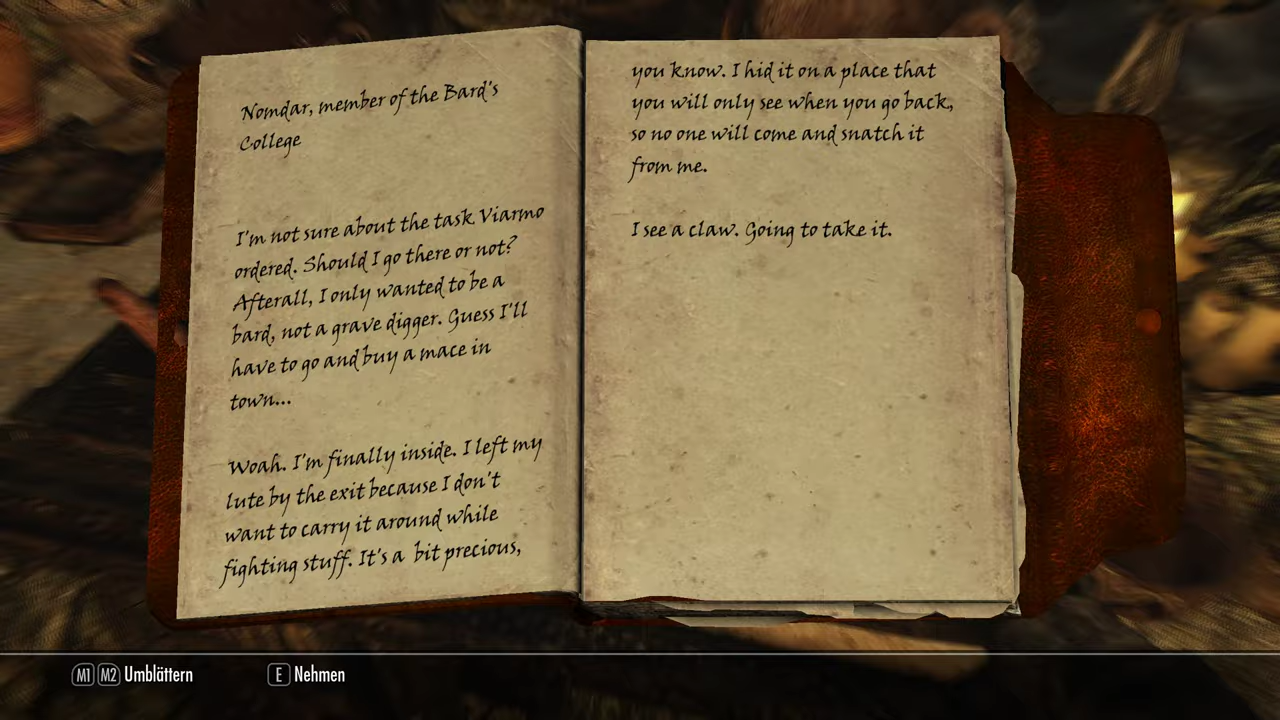 Nomdar, member of the Bard's
College
I'm not sure about the task Viarmo
ordered. Should I go there or not?
Afterall, I only wanted to be a
bard, not a grave digger. Guess I'll
have to go and buy a mace in
town...
Woah. I'm finally inside. I left my
lute by the exit because I don't
want to carry it around while
fighting stuff. It's a bit precious,
you know. I hid it on a place that
you will only see when you go back,
so no one will come and snatch it
from me.
I see a claw. Going to take it.
M1 M2 Umblättern
E Nehmen